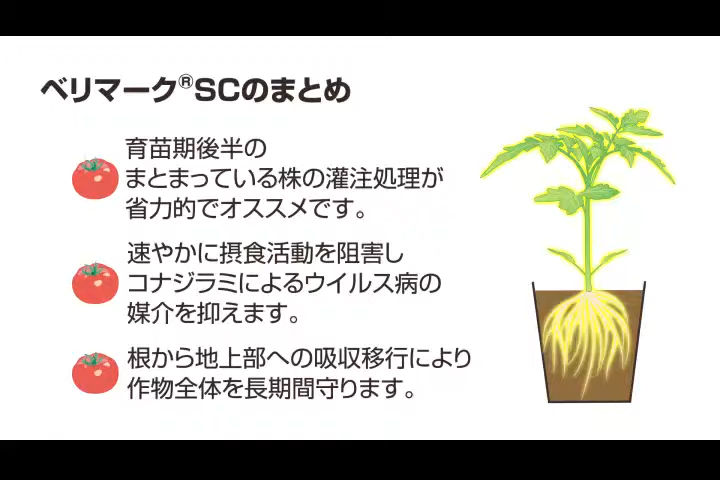 ベリマーク®SCのまとめ
育苗期後半の
まとまっている株の灌注処理が
省力的でオススメです。
速やかに摂食活動を阻害し
コナジラミによるウイルス病の
媒介を抑えます。
根から地上部への吸収移行により
作物全体を長期間守ります。